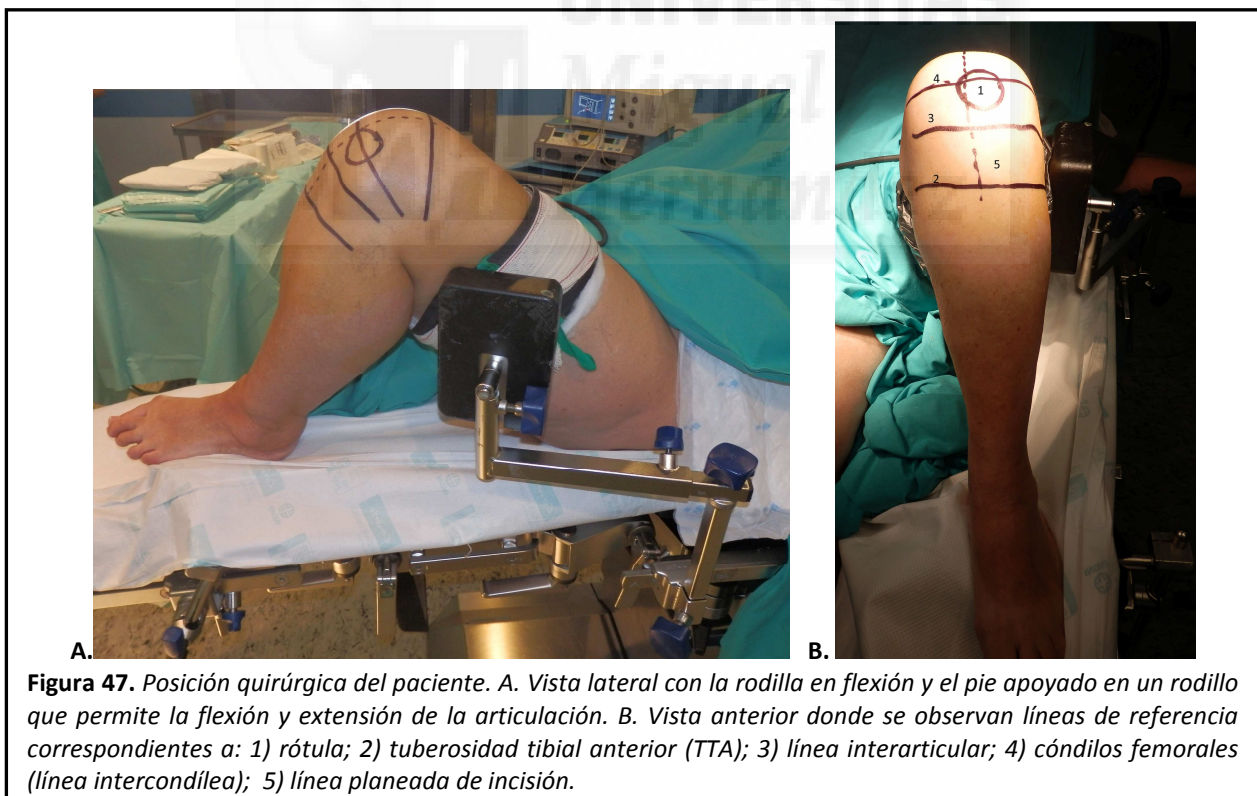 UNIVERSITAS
Miguel
Hernández
4
1
3
5
2
A.
B.
Figura 47. Posición quirúrgica del paciente. A. Vista lateral con la rodilla en flexión y el pie apoyado en un rodillo
que permite la flexión y extensión de la articulación. B. Vista anterior donde se observan líneas de referencia
correspondientes a: 1) rótula; 2) tuberosidad tibial anterior (TTA); 3) línea interarticular; 4) cóndilos femorales
(línea intercondílea); 5) línea planeada de incisión.